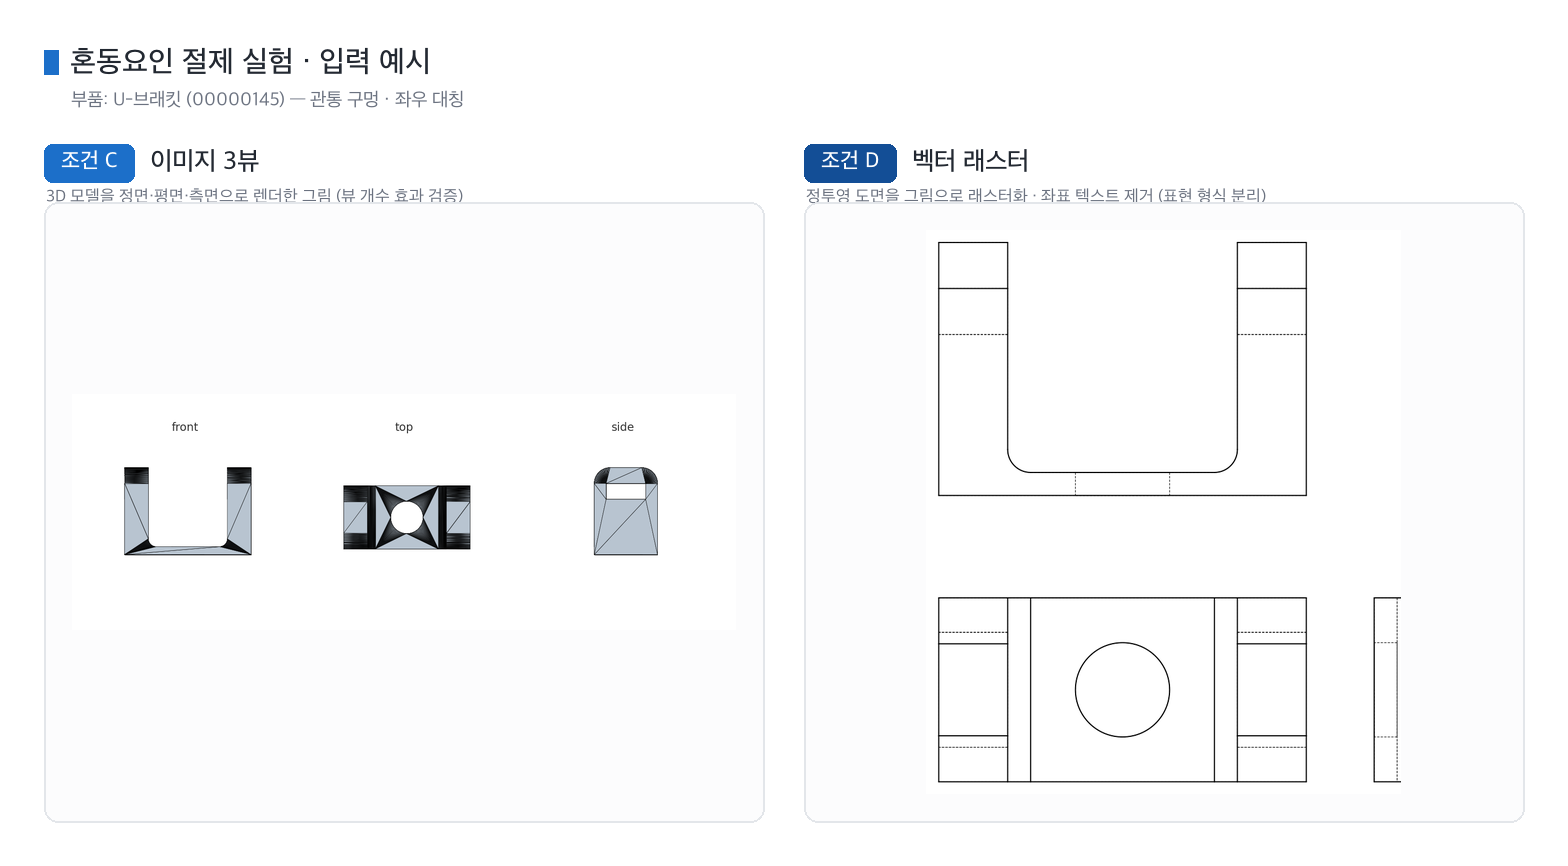 혼동요인 절제 실험 · 입력 예시
부품: U-브래킷 (00000145) — 관통 구멍 · 좌우 대칭
조건 C 이미지 3뷰
3D 모델을 정면·평면·측면으로 렌더한 그림 (뷰 개수 효과 검증)
front top side
조건 D 벡터 래스터
정투영 도면을 그림으로 래스터화 · 좌표 텍스트 제거 (표현 형식 분리)